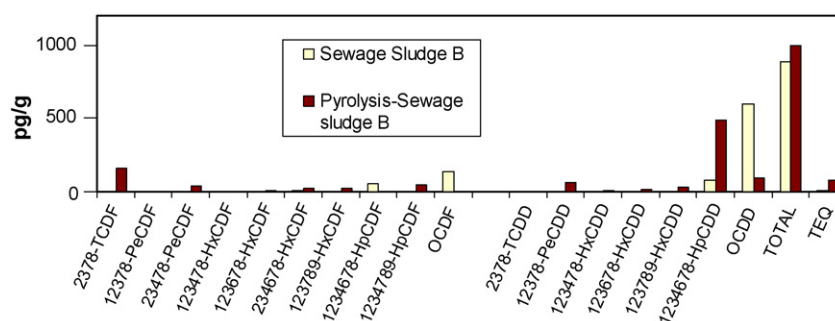 1000
500
0
pg/g
Sewage Sludge B
Pyrolysis-Sewage
sludge B
2378-TCDF
12378-PeCDF
23478-PeCDF
123478-HxCDF
123678-HxCDF
234678-HxCDF
123789-HxCDF
1234678-HpCDF
1234789-HpCDF
OCDF
2378-TCDD
12378-PeCDD
123478-HxCDD
123678-HxCDD
123789-HxCDD
1234678-HpCDD
OCDD
TOTAL
TEQ